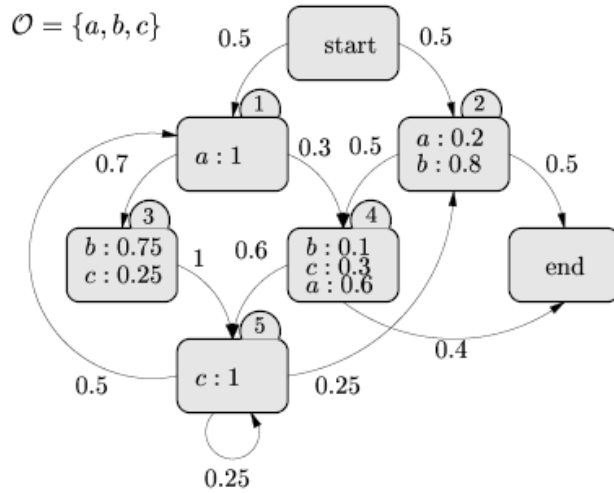 𝒪 = {a, b, c}
0.5
start
0.5
1
2
a : 1
0.7
0.3
0.5
a : 0.2
b : 0.8
0.5
3
4
b : 0.75
c : 0.25
1
0.6
b : 0.1
c : 0.3
a : 0.6
end
5
c : 1
0.5
0.25
0.4
0.25